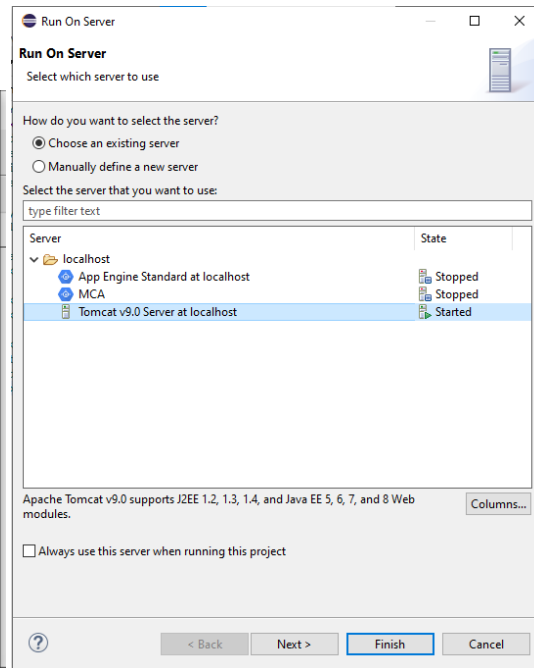 Run On Server
Run On Server
Select which server to use
How do you want to select the server?
Choose an existing server
Manually define a new server
Select the server that you want to use:
type filter text
Server State
localhost
App Engine Standard at localhost Stopped
MCA Stopped
Tomcat v9.0 Server at localhost Started
Apache Tomcat v9.0 supports J2EE 1.2, 1.3, 1.4, and Java EE 5, 6, 7, and 8 Web
modules.
Columns...
Always use this server when running this project
? < Back Next > Finish Cancel